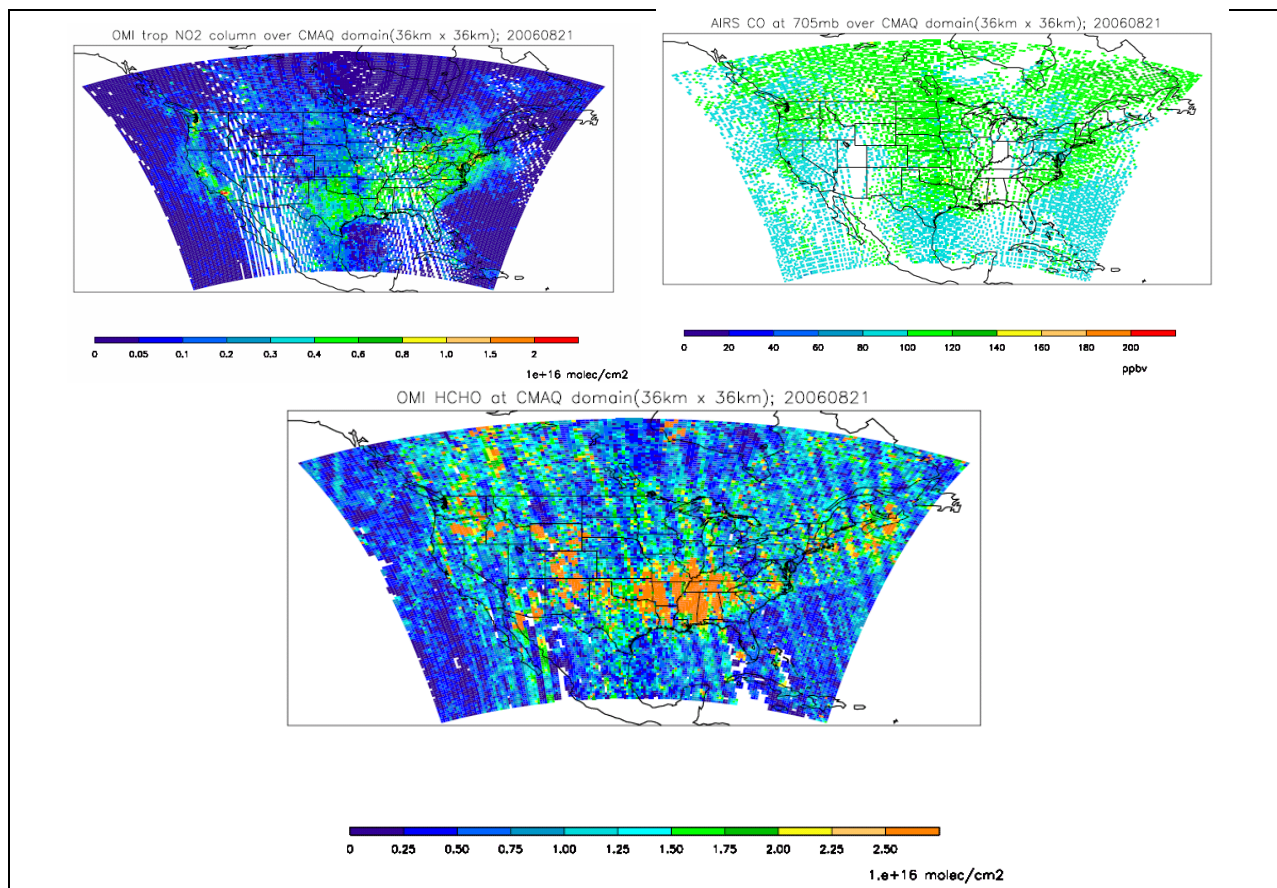 OMI trop NO2 column over CMAQ domain(36km x 36km); 20060821
0 0.05 0.1 0.2 0.3 0.4 0.6 0.8 1.0 1.5 2
1e+16 molec/cm2
AIRS CO at 705mb over CMAQ domain(36km x 36km); 20060821
0 20 40 60 80 100 120 140 160 180 200
ppbv
OMI HCHO at CMAQ domain(36km x 36km); 20060821
0 0.25 0.50 0.75 1.00 1.25 1.50 1.75 2.00 2.25 2.50
1.e+16 molec/cm2